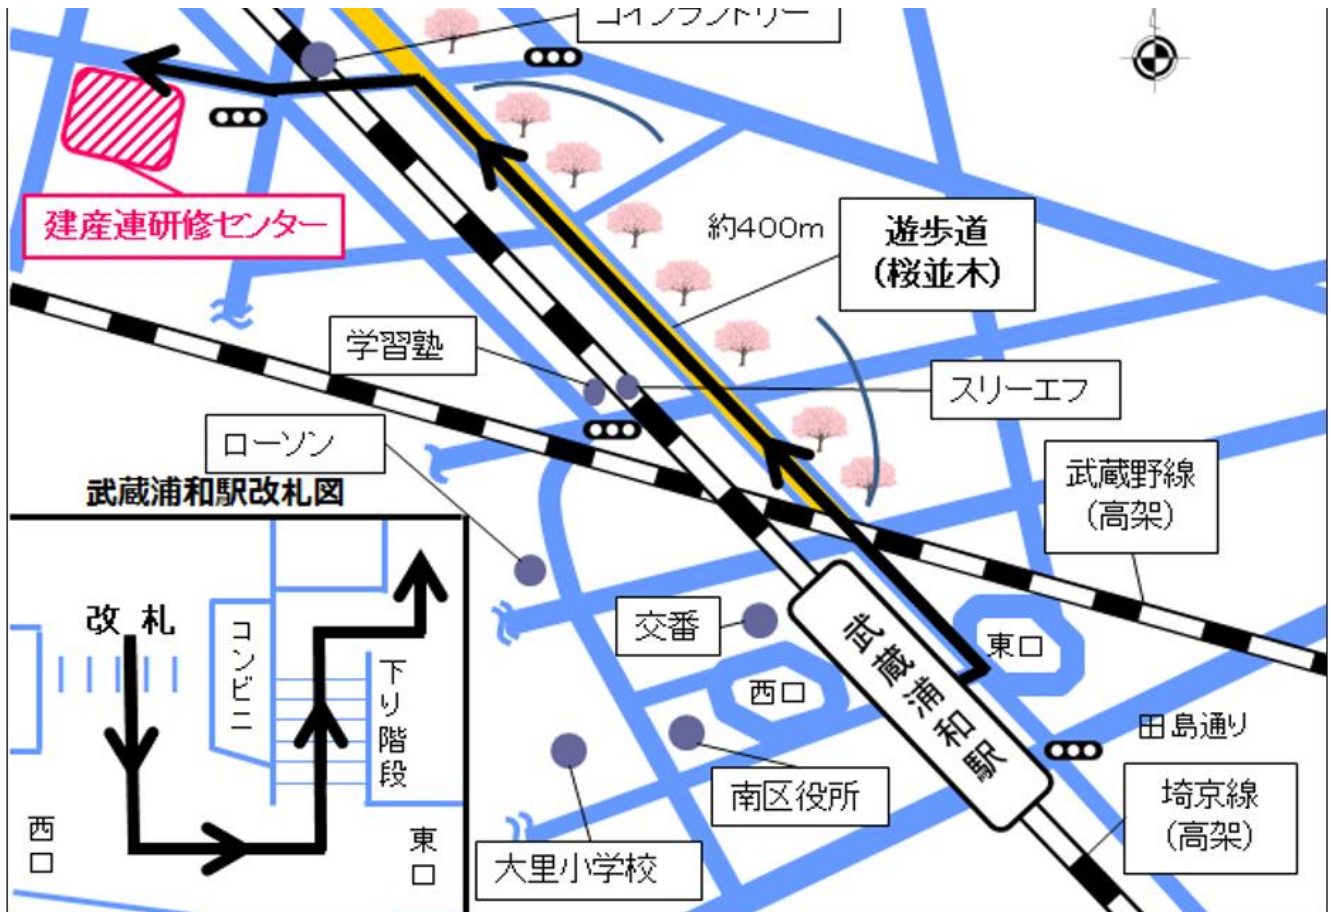 コインランドリー
建産連研修センター
約400m
遊歩道
(桜並木)
学習塾
スリーエフ
ローソン
武蔵野線
(高架)
武蔵浦和駅改札図
改札
コンビニ
下り階段
西口
東口
交番
西口
東口
武蔵浦和駅
田島通り
南区役所
埼京線
(高架)
大里小学校